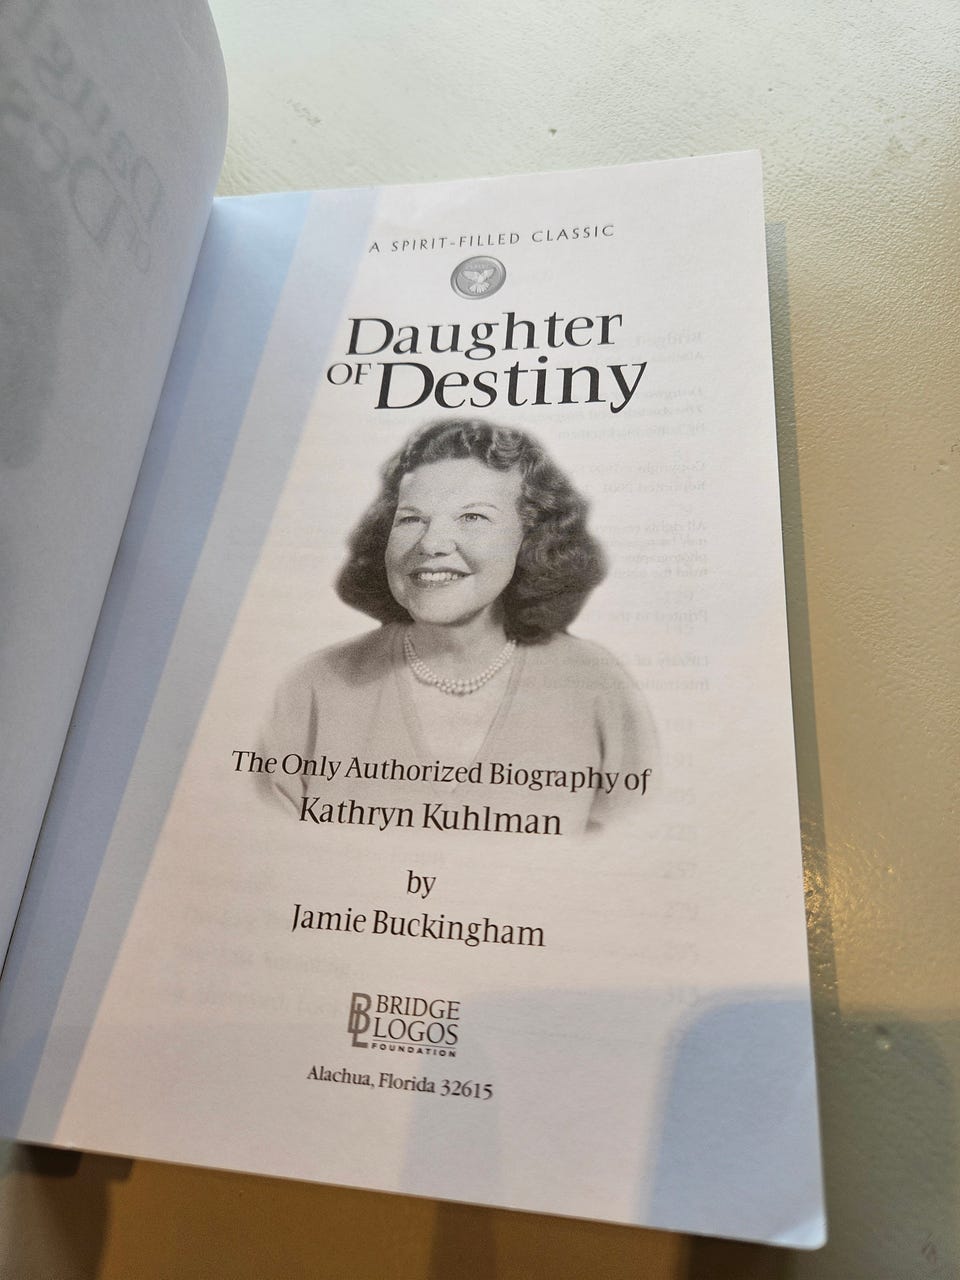 A SPIRIT-FILLED CLASSIC
Daughter
OF Destiny
The Only Authorized Biography of
Kathryn Kuhlman
by
Jamie Buckingham
BRIDGE
LOGOS
FOUNDATION
Alachua, Florida 32615